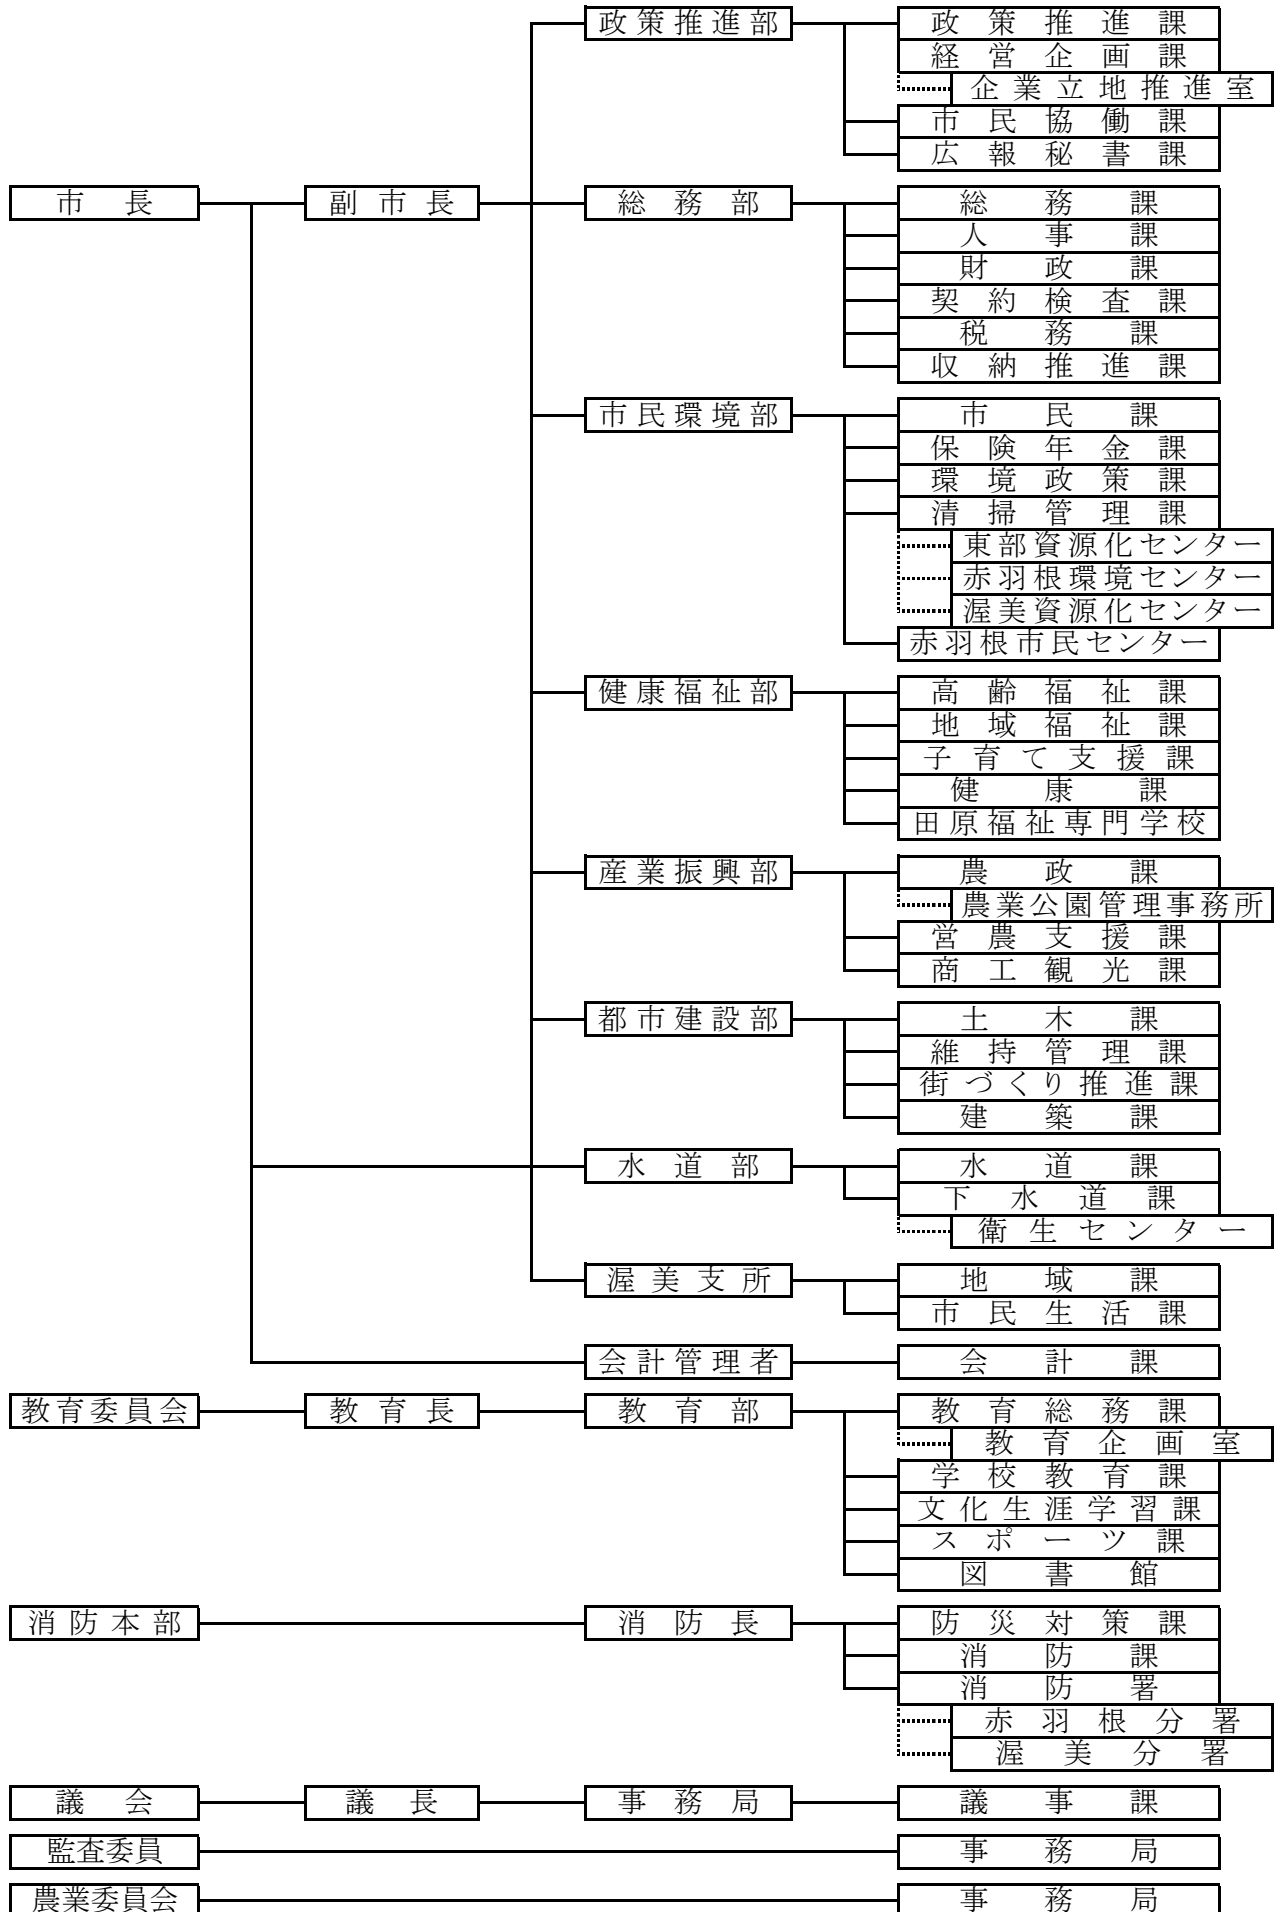 政策推進部 政策推進課
経営企画課
企業立地推進室
市民協働課
広報秘書課
市長 副市長 総務部 総務課
人事課
財政課
契約検査課
税務課
収納推進課
市民環境部 市民課
保険年金課
環境政策課
清掃管理課
東部資源化センター
赤羽根環境センター
渥美資源化センター
赤羽根市民センター
健康福祉部 高齢福祉課
地域福祉課
子育て支援課
健康課
田原福祉専門学校
産業振興部 農政課
農業公園管理事務所
営農支援課
商工観光課
都市建設部 土木課
維持管理課
街づくり推進課
建築課
水道部 水道課
下水道課
衛生センター
渥美支所 地域課
市民生活課
会計管理者 会計課
教育委員会 教育長 教育部 教育総務課
教育企画室
学校教育課
文化生涯学習課
スポーツ課
図書館
消防本部 消防長 防災対策課
消防課
消防署
赤羽根分署
渥美分署
議会 議長 事務局 議事課
監査委員 事務局
農業委員会 事務局